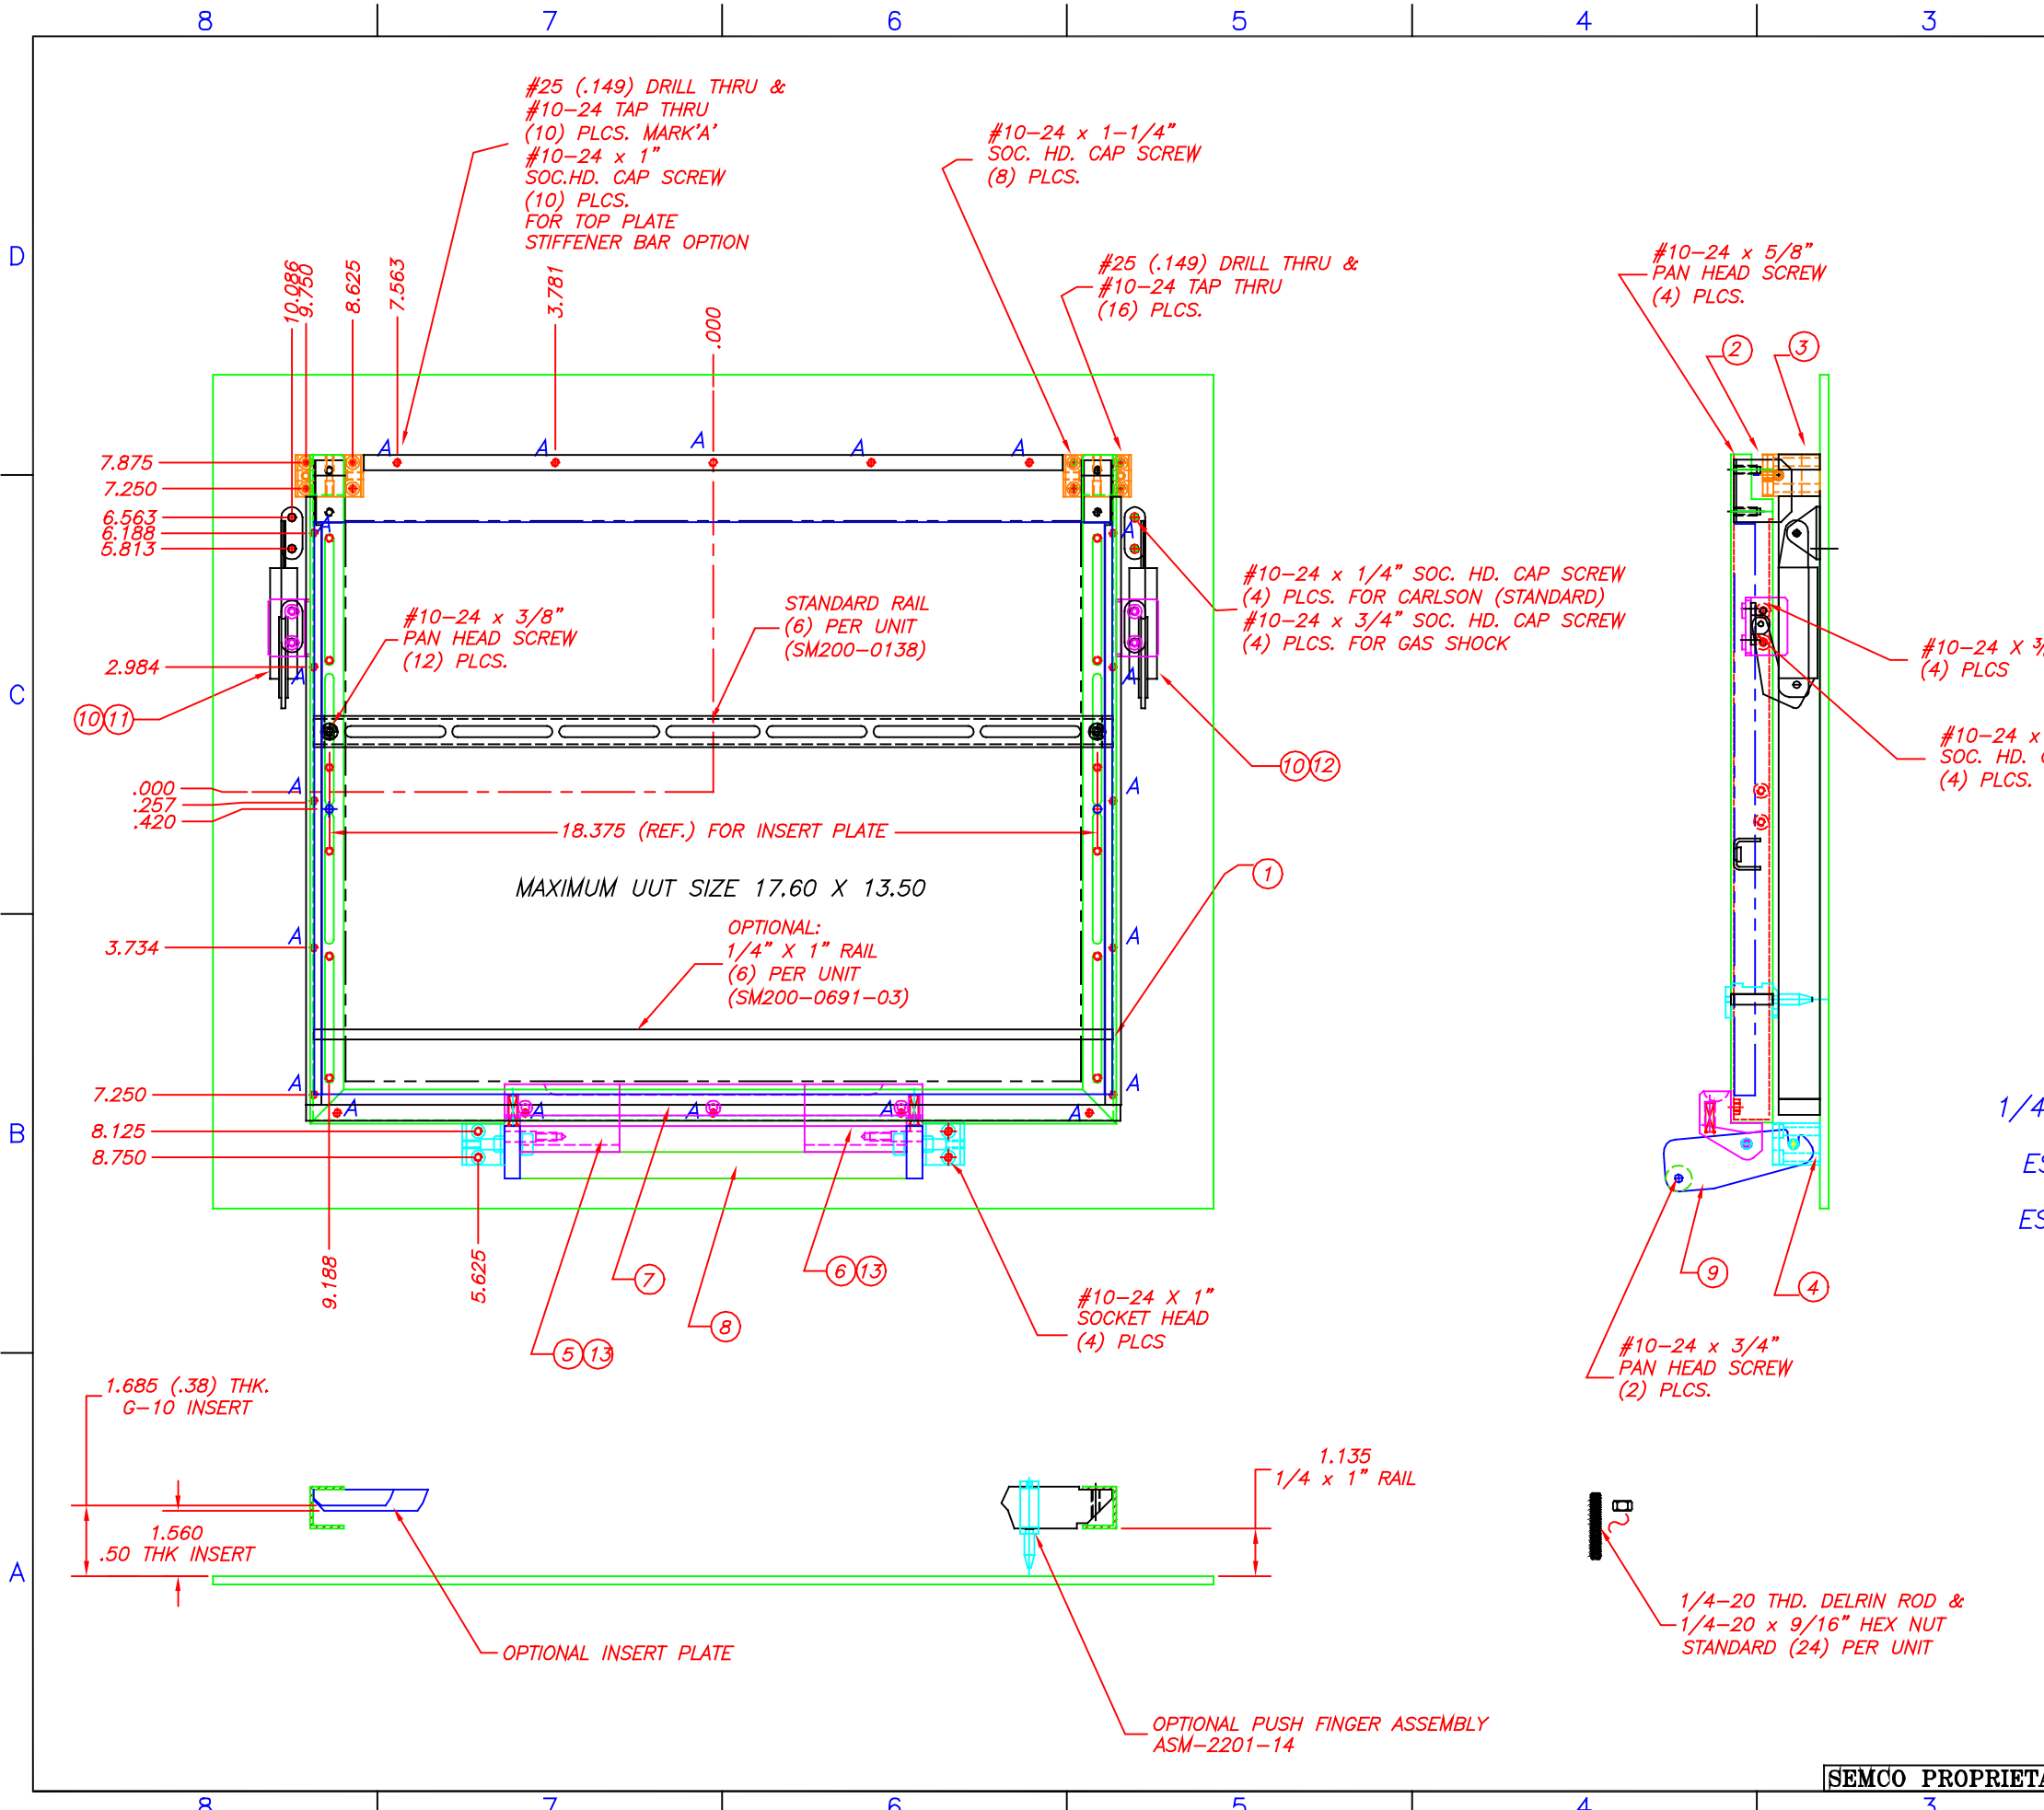 8 7 6 5 4 3
D
C
B
A
#25 (.149) DRILL THRU &
#10-24 TAP THRU
(10) PLCS. MARK'A'
#10-24 x 1"
SOC.HD. CAP SCREW
(10) PLCS.
FOR TOP PLATE
STIFFENER BAR OPTION
#10-24 x 1-1/4"
SOC. HD. CAP SCREW
(8) PLCS.
#25 (.149) DRILL THRU &
#10-24 TAP THRU
(16) PLCS.
#10-24 x 5/8"
PAN HEAD SCREW
(4) PLCS.
2
3
10.086
9.750
8.625
7.563
3.781
.000
A A A A A
7.875
7.250
6.563
6.188
5.813
A
A
#10-24 x 1/4" SOC. HD. CAP SCREW
(4) PLCS. FOR CARLSON (STANDARD)
#10-24 x 3/4" SOC. HD. CAP SCREW
(4) PLCS. FOR GAS SHOCK
#10-24 x 3/8"
PAN HEAD SCREW
(12) PLCS.
STANDARD RAIL
(6) PER UNIT
(SM200-0138)
#10-24 X
(4) PLCS
2.984
A
A
10 11
10 12
#10-24 x
SOC. HD.
(4) PLCS.
.000
.257
.420
A
A
18.375 (REF.) FOR INSERT PLATE
MAXIMUM UUT SIZE 17.60 X 13.50
1
OPTIONAL:
1/4" X 1" RAIL
(6) PER UNIT
(SM200-0691-03)
3.734
A
A
7.250
A
A
A A A A A
8.125
8.750
1/4
ES
ES
9.188
5.625
7
6 13
8
5 13
9
4
#10-24 X 1"
SOCKET HEAD
(4) PLCS
#10-24 x 3/4"
PAN HEAD SCREW
(2) PLCS.
1.685 (.38) THK.
G-10 INSERT
1.560
.50 THK INSERT
1.135
1/4 x 1" RAIL
OPTIONAL INSERT PLATE
OPTIONAL PUSH FINGER ASSEMBLY
ASM-2201-14
1/4-20 THD. DELRIN ROD &
1/4-20 x 9/16" HEX NUT
STANDARD (24) PER UNIT
SEMCO PROPRIETA
8 7 6 5 4 3